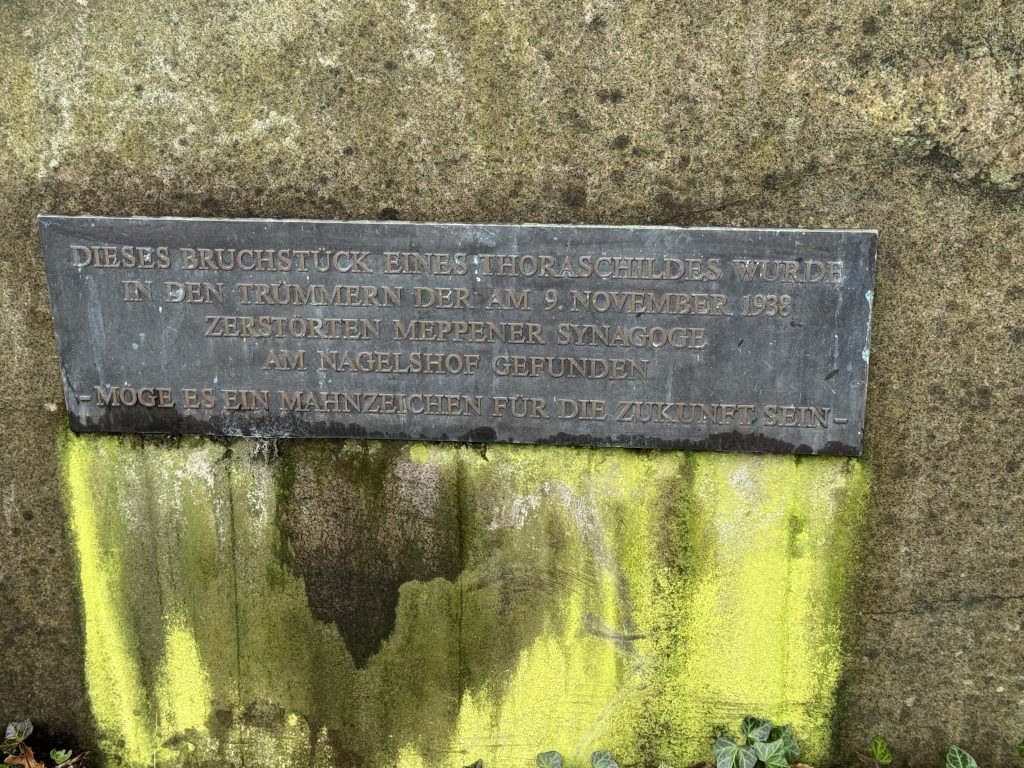 DIESES BRUCHSTÜCK EINES THORASCHILDES WURDE
IN DEN TRÜMMERN DER AM 9. NOVEMBER 1938
ZERSTÖRTEN MEPPENER SYNAGOGE
AM NAGELSHOF GEFUNDEN
– MÖGE ES EIN MAHNZEICHEN FÜR DIE ZUKUNFT SEIN –